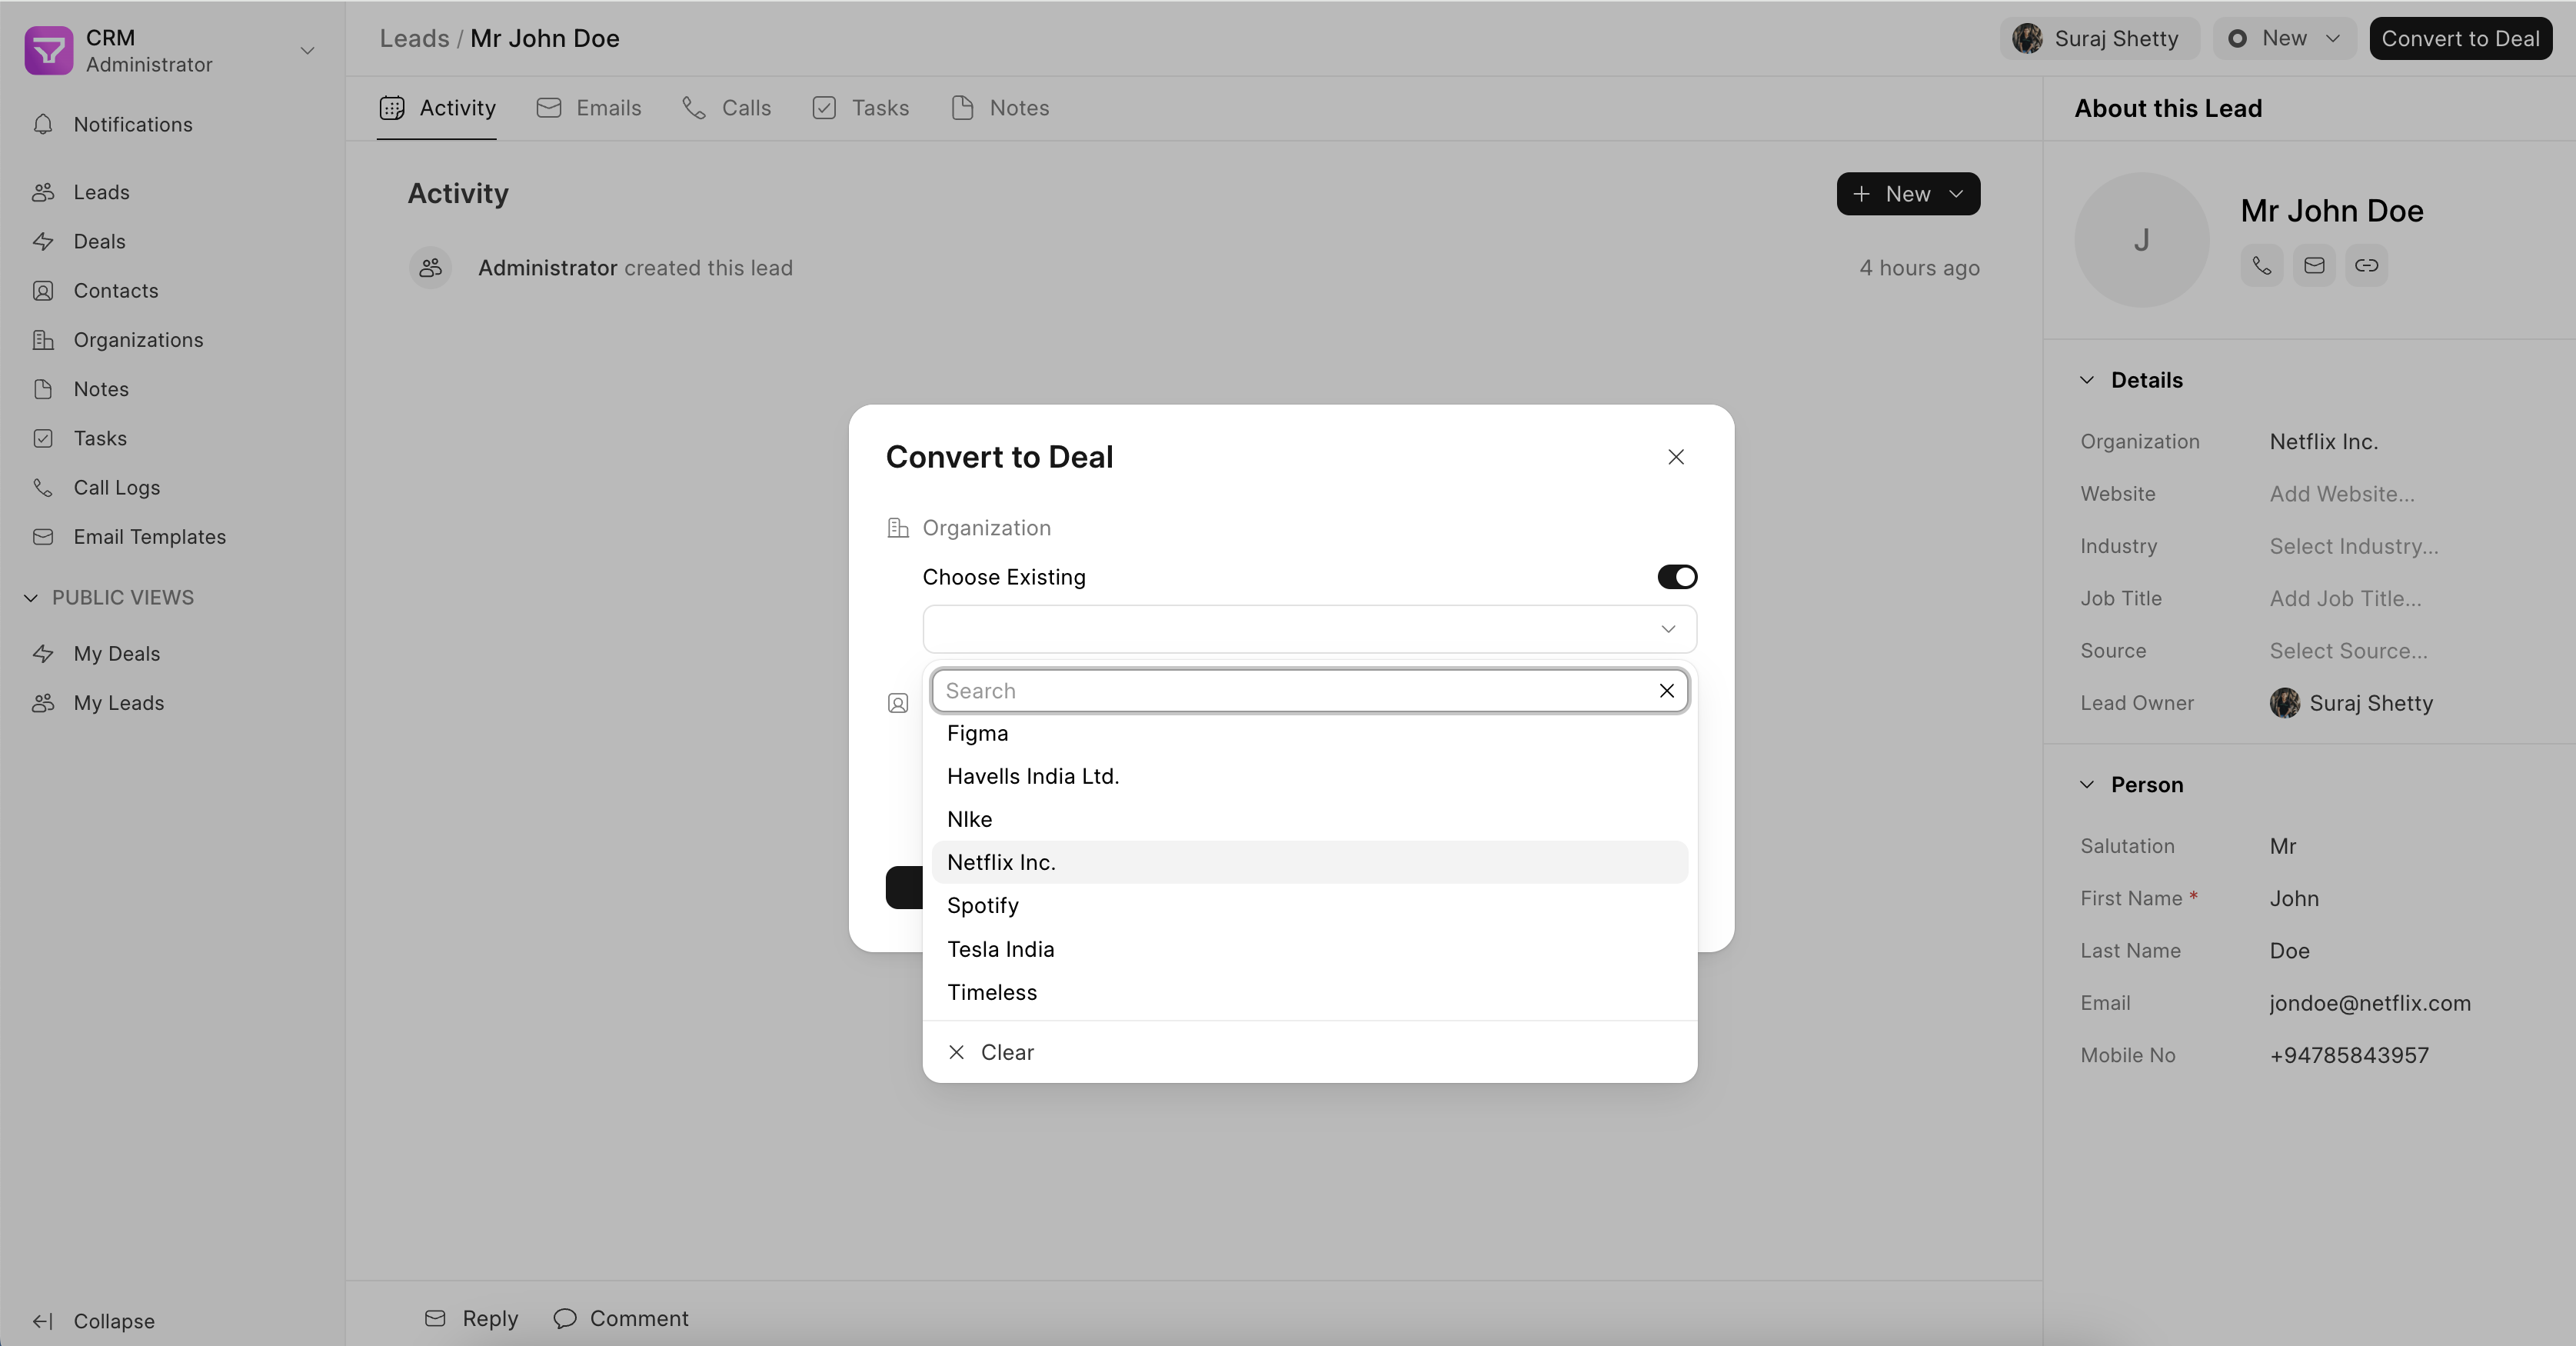 CRM
Administrator
Notifications
Leads
Deals
Contacts
Organizations
Notes
Tasks
Call Logs
Email Templates
PUBLIC VIEWS
My Deals
My Leads
Collapse
Leads / Mr John Doe
Suraj Shetty
New
Convert to Deal
Activity
Emails
Calls
Tasks
Notes
Activity
New
Administrator created this lead
4 hours ago
Convert to Deal
Organization
Choose Existing
Search
Figma
Havells India Ltd.
NIke
Netflix Inc.
Spotify
Tesla India
Timeless
Clear
Reply
Comment
About this Lead
J
Mr John Doe
Details
Organization Netflix Inc.
Website Add Website...
Industry Select Industry...
Job Title Add Job Title...
Source Select Source...
Lead Owner Suraj Shetty
Person
Salutation Mr
First Name * John
Last Name Doe
Email jondoe@netflix.com
Mobile No +94785843957